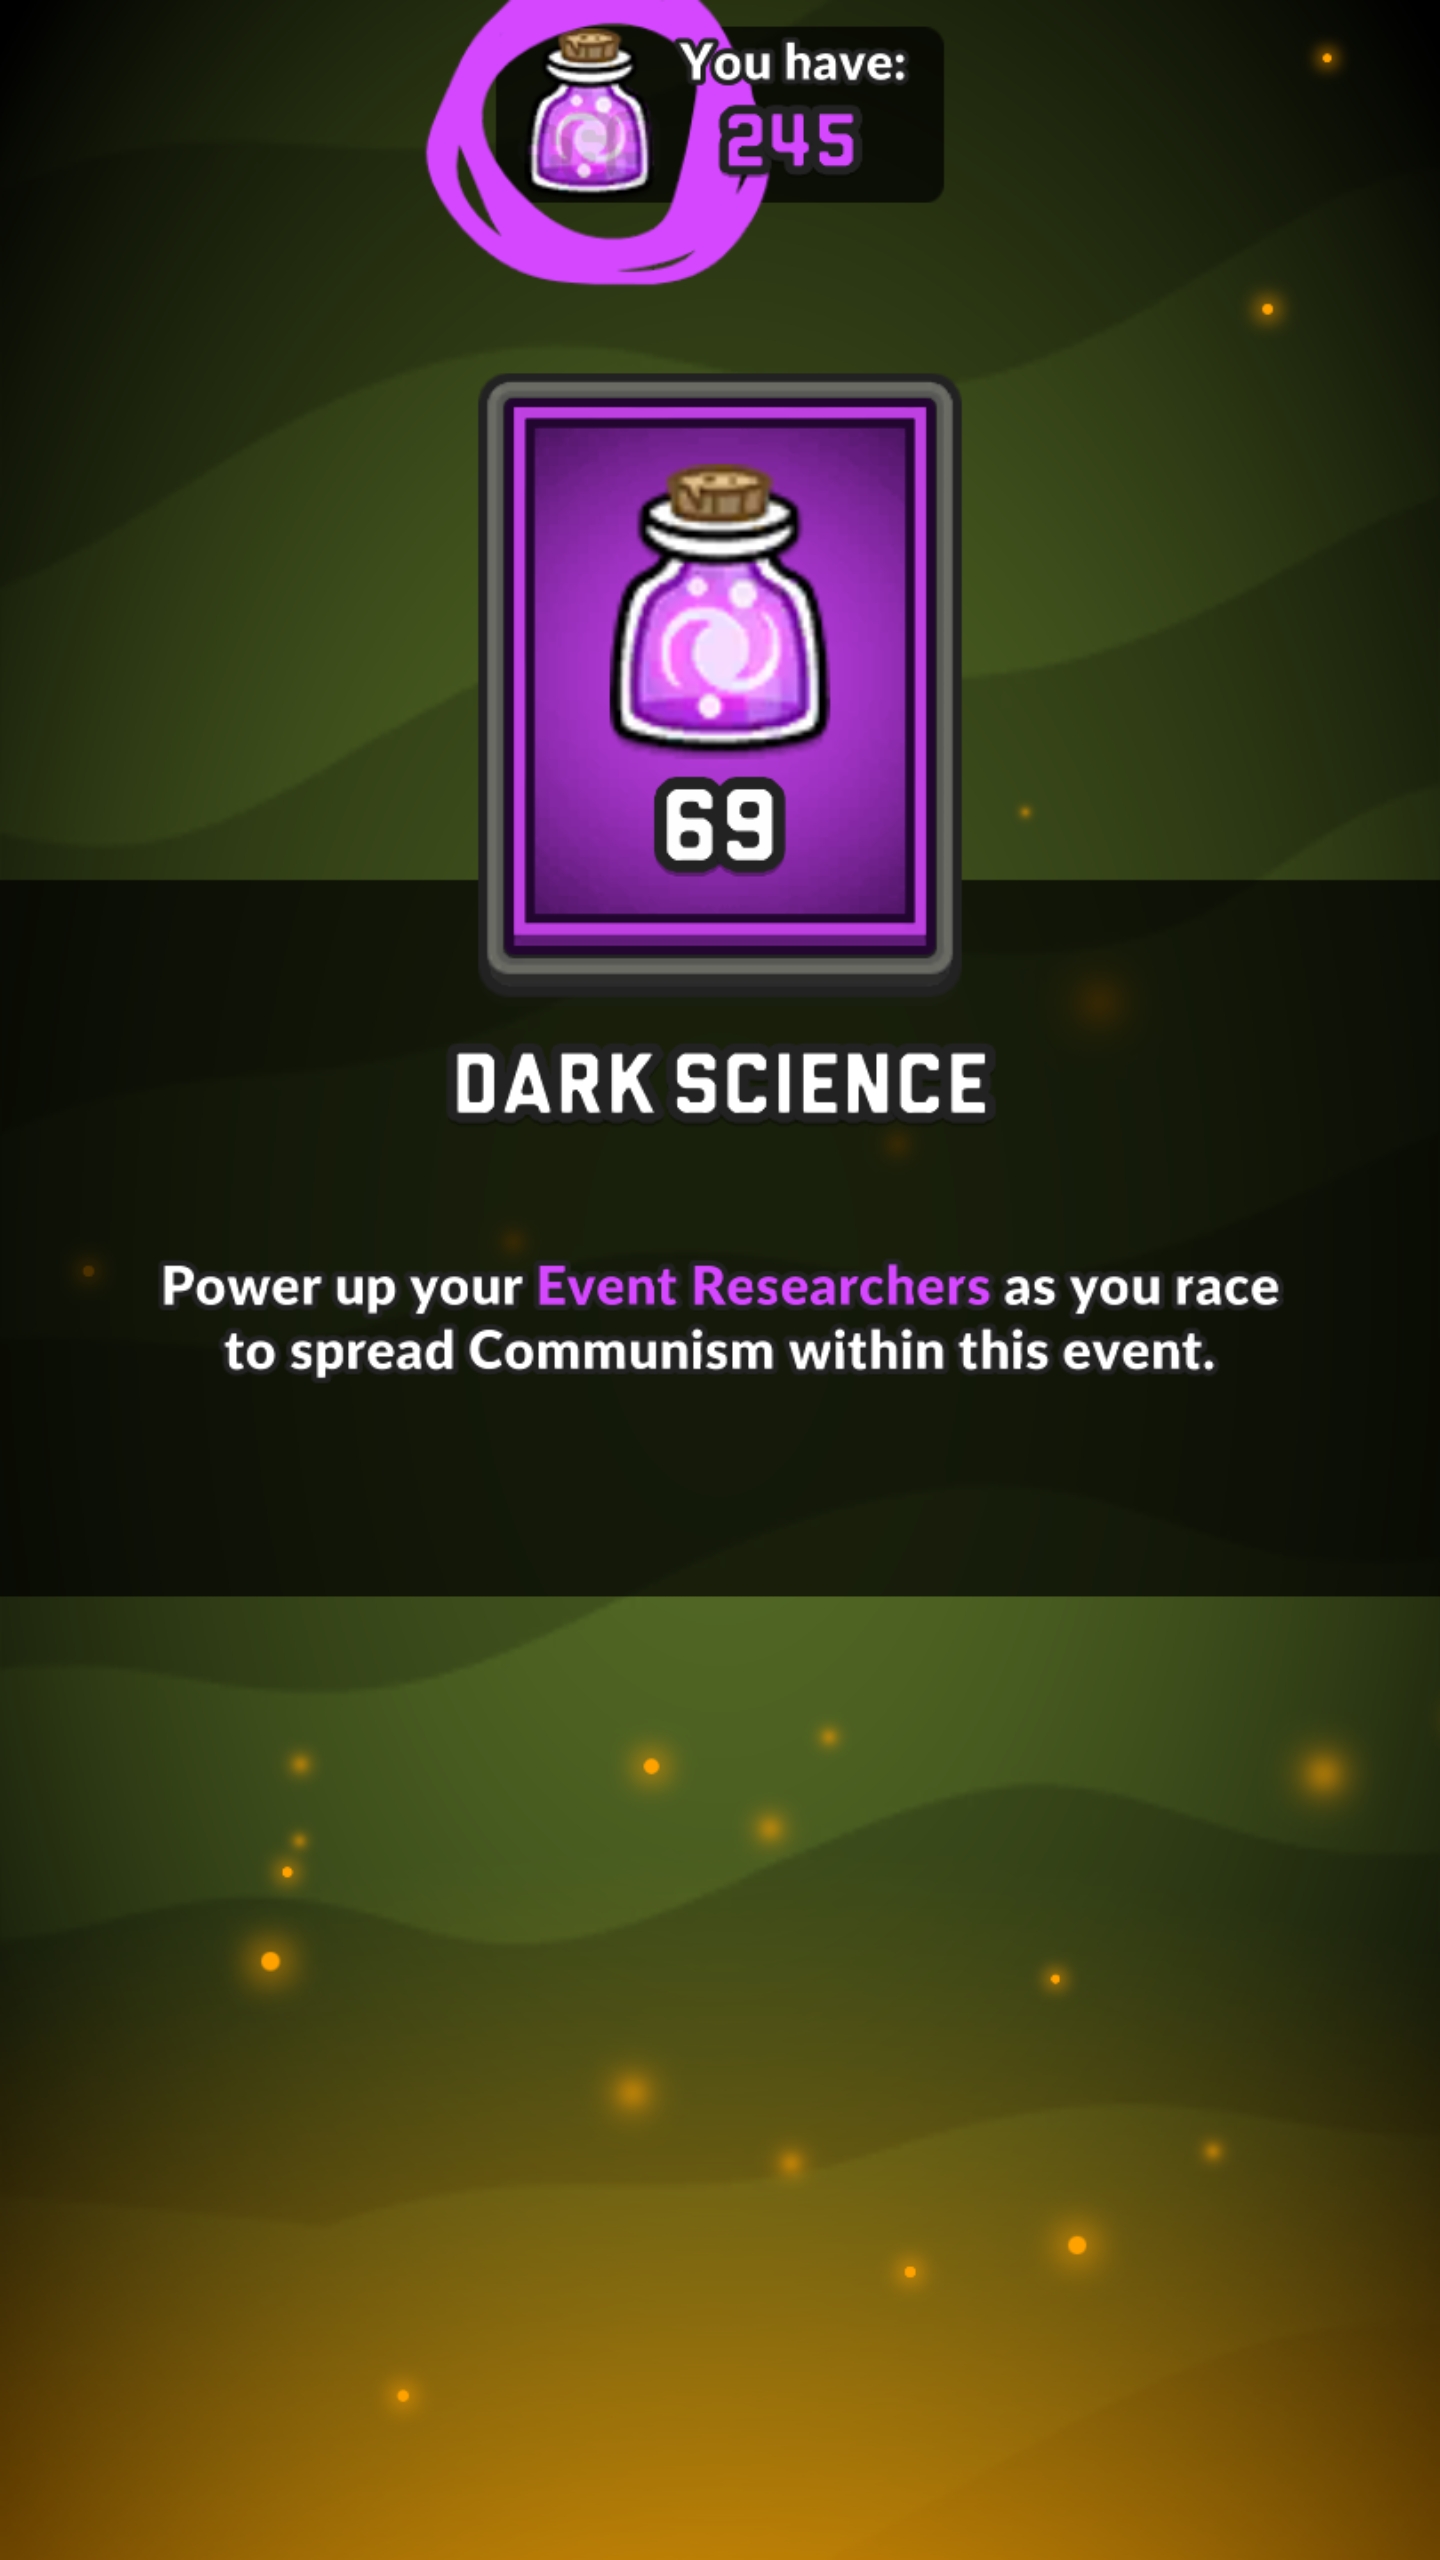 You have:
245
69
DARK SCIENCE
Power up your Event Researchers as you race
to spread Communism within this event.